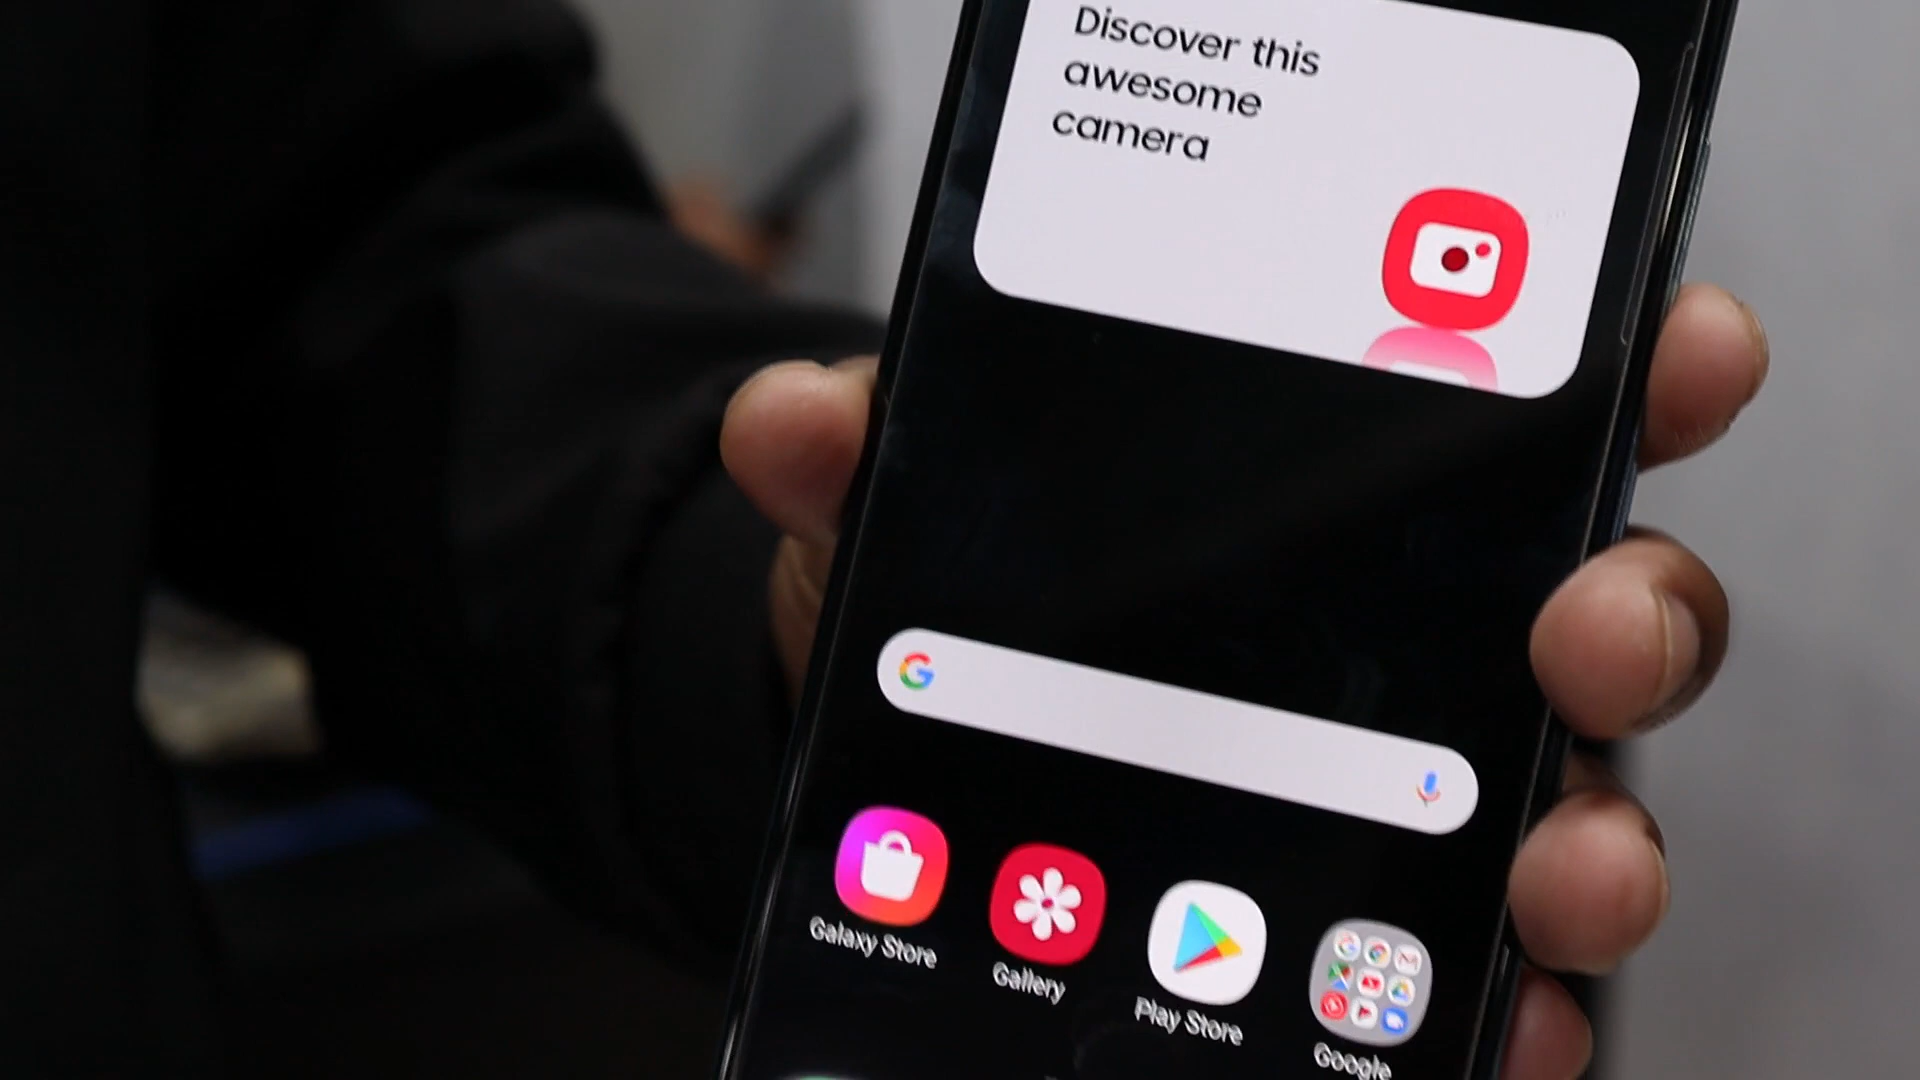 Discover this
awesome
camera
G
Galaxy Store
Gallery
Play Store
Google